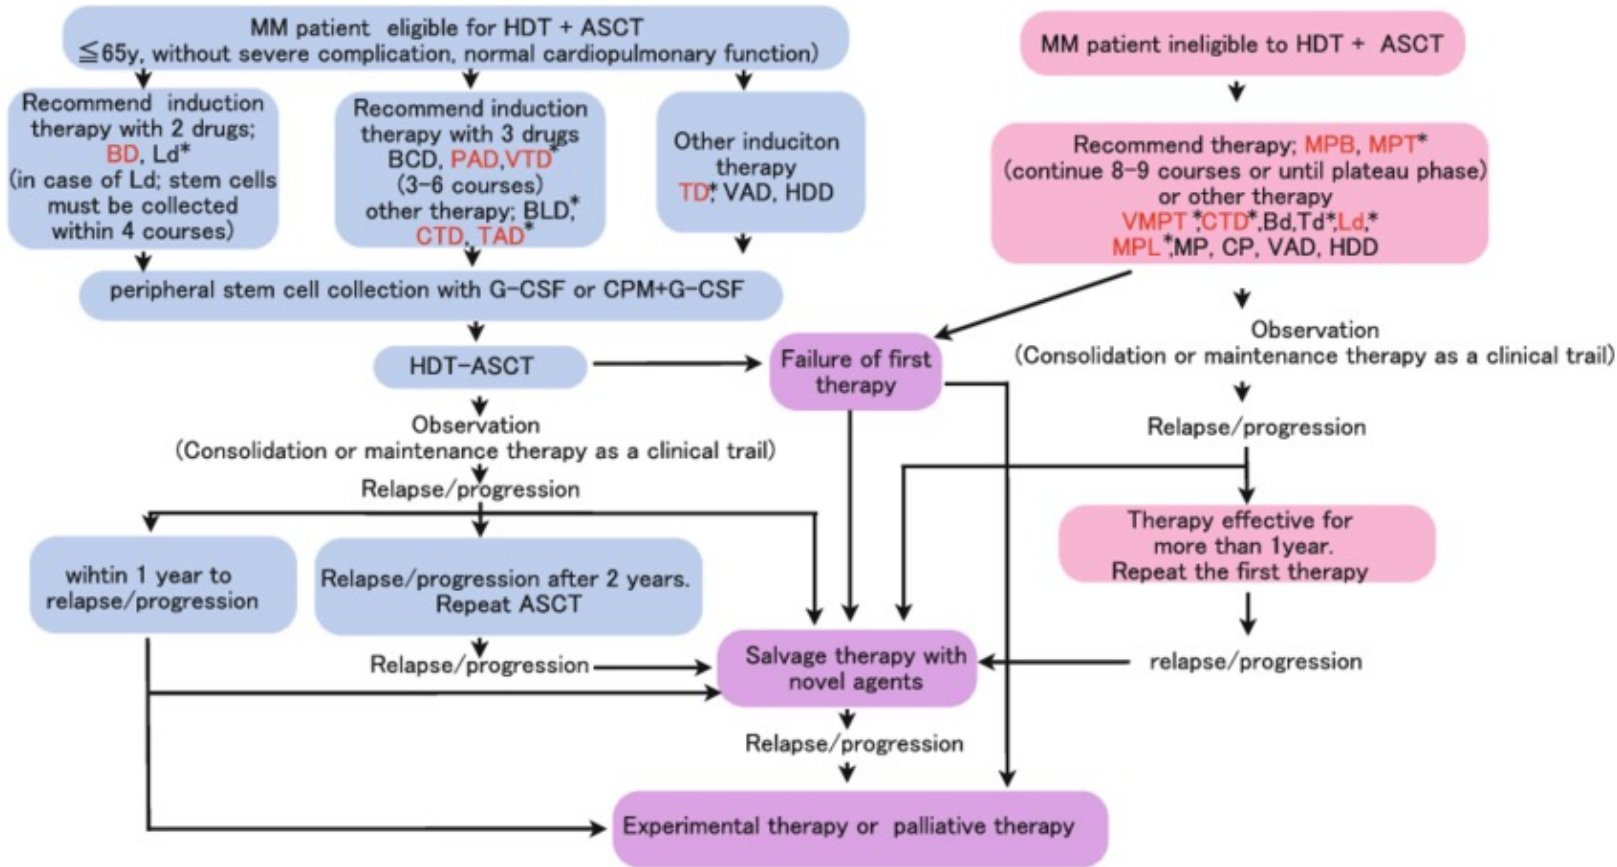 MM patient eligible for HDT + ASCT
≦65y, without severe complication, normal cardiopulmonary function)
Recommend induction
therapy with 2 drugs;
BD, Ld*
(in case of Ld; stem cells
must be collected
within 4 courses)
Recommend induction
therapy with 3 drugs
BCD, PAD,VTD*
(3-6 courses)
other therapy; BLD,*
CTD, TAD*
Other induciton
therapy
TD*, VAD, HDD
peripheral stem cell collection with G-CSF or CPM+G-CSF
HDT-ASCT
Observation
(Consolidation or maintenance therapy as a clinical trail)
Relapse/progression
wihtin 1 year to
relapse/progression
Relapse/progression after 2 years.
Repeat ASCT
Relapse/progression
MM patient ineligible to HDT + ASCT
Recommend therapy; MPB, MPT*
(continue 8-9 courses or until plateau phase)
or other therapy
VMPT*,CTD*,Bd,Td*,Ld,*
MPL*,MP, CP, VAD, HDD
Failure of first
therapy
Observation
(Consolidation or maintenance therapy as a clinical trail)
Relapse/progression
Therapy effective for
more than 1year.
Repeat the first therapy
relapse/progression
Salvage therapy with
novel agents
Relapse/progression
Experimental therapy or palliative therapy